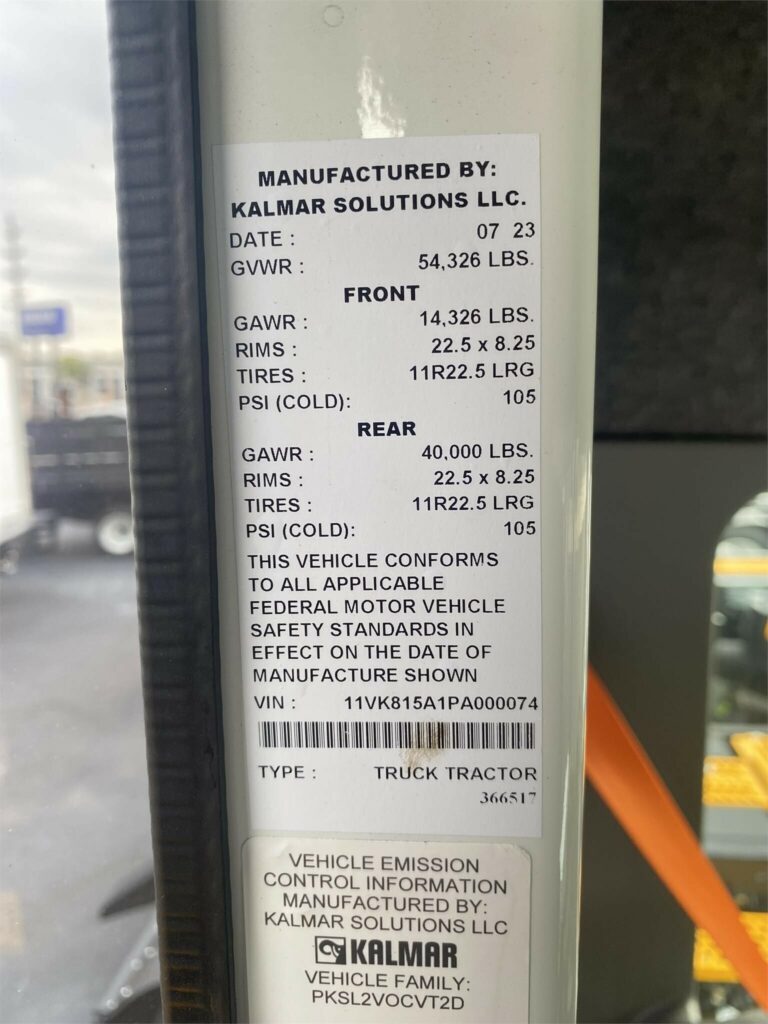 MANUFACTURED BY:
KALMAR SOLUTIONS LLC.
DATE : 07 23
GVWR : 54,326 LBS.
FRONT
GAWR : 14,326 LBS.
RIMS : 22.5 x 8.25
TIRES : 11R22.5 LRG
PSI (COLD): 105
REAR
GAWR : 40,000 LBS.
RIMS : 22.5 x 8.25
TIRES : 11R22.5 LRG
PSI (COLD): 105
THIS VEHICLE CONFORMS
TO ALL APPLICABLE
FEDERAL MOTOR VEHICLE
SAFETY STANDARDS IN
EFFECT ON THE DATE OF
MANUFACTURE SHOWN
VIN : 11VK815A1PA000074
TYPE : TRUCK TRACTOR
366517
VEHICLE EMISSION
CONTROL INFORMATION
MANUFACTURED BY:
KALMAR SOLUTIONS LLC
KALMAR
VEHICLE FAMILY:
PKSL2VOCVT2D